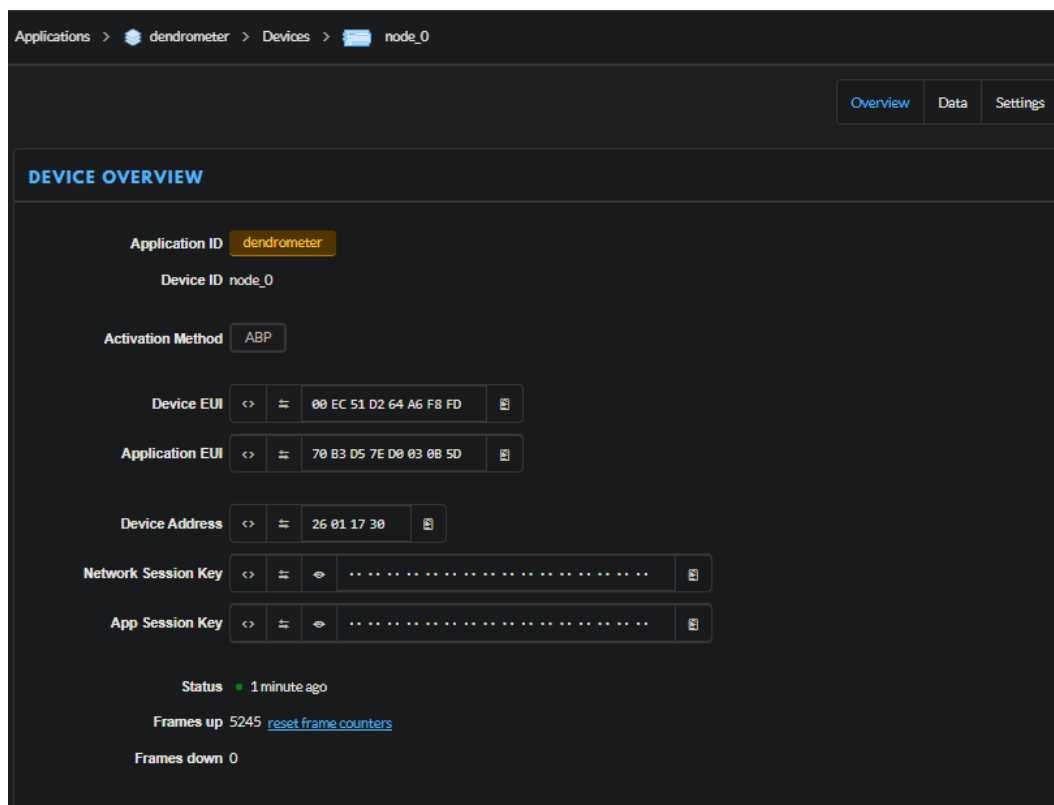 Applications > dendrometer > Devices > node_0
Overview Data Settings
DEVICE OVERVIEW
Application ID dendrometer
Device ID node_0
Activation Method ABP
Device EUI <> 00 EC 51 D2 64 A6 F8 FD
Application EUI <> 70 B3 D5 7E D0 03 0B 5D
Device Address <> 26 01 17 30
Network Session Key <> ·· ·· ·· ·· ·· ·· ·· ·· ·· ·· ·· ·· ·· ·· ·· ··
App Session Key <> ·· ·· ·· ·· ·· ·· ·· ·· ·· ·· ·· ·· ·· ·· ·· ··
Status 1 minute ago
Frames up 5245 reset frame counters
Frames down 0